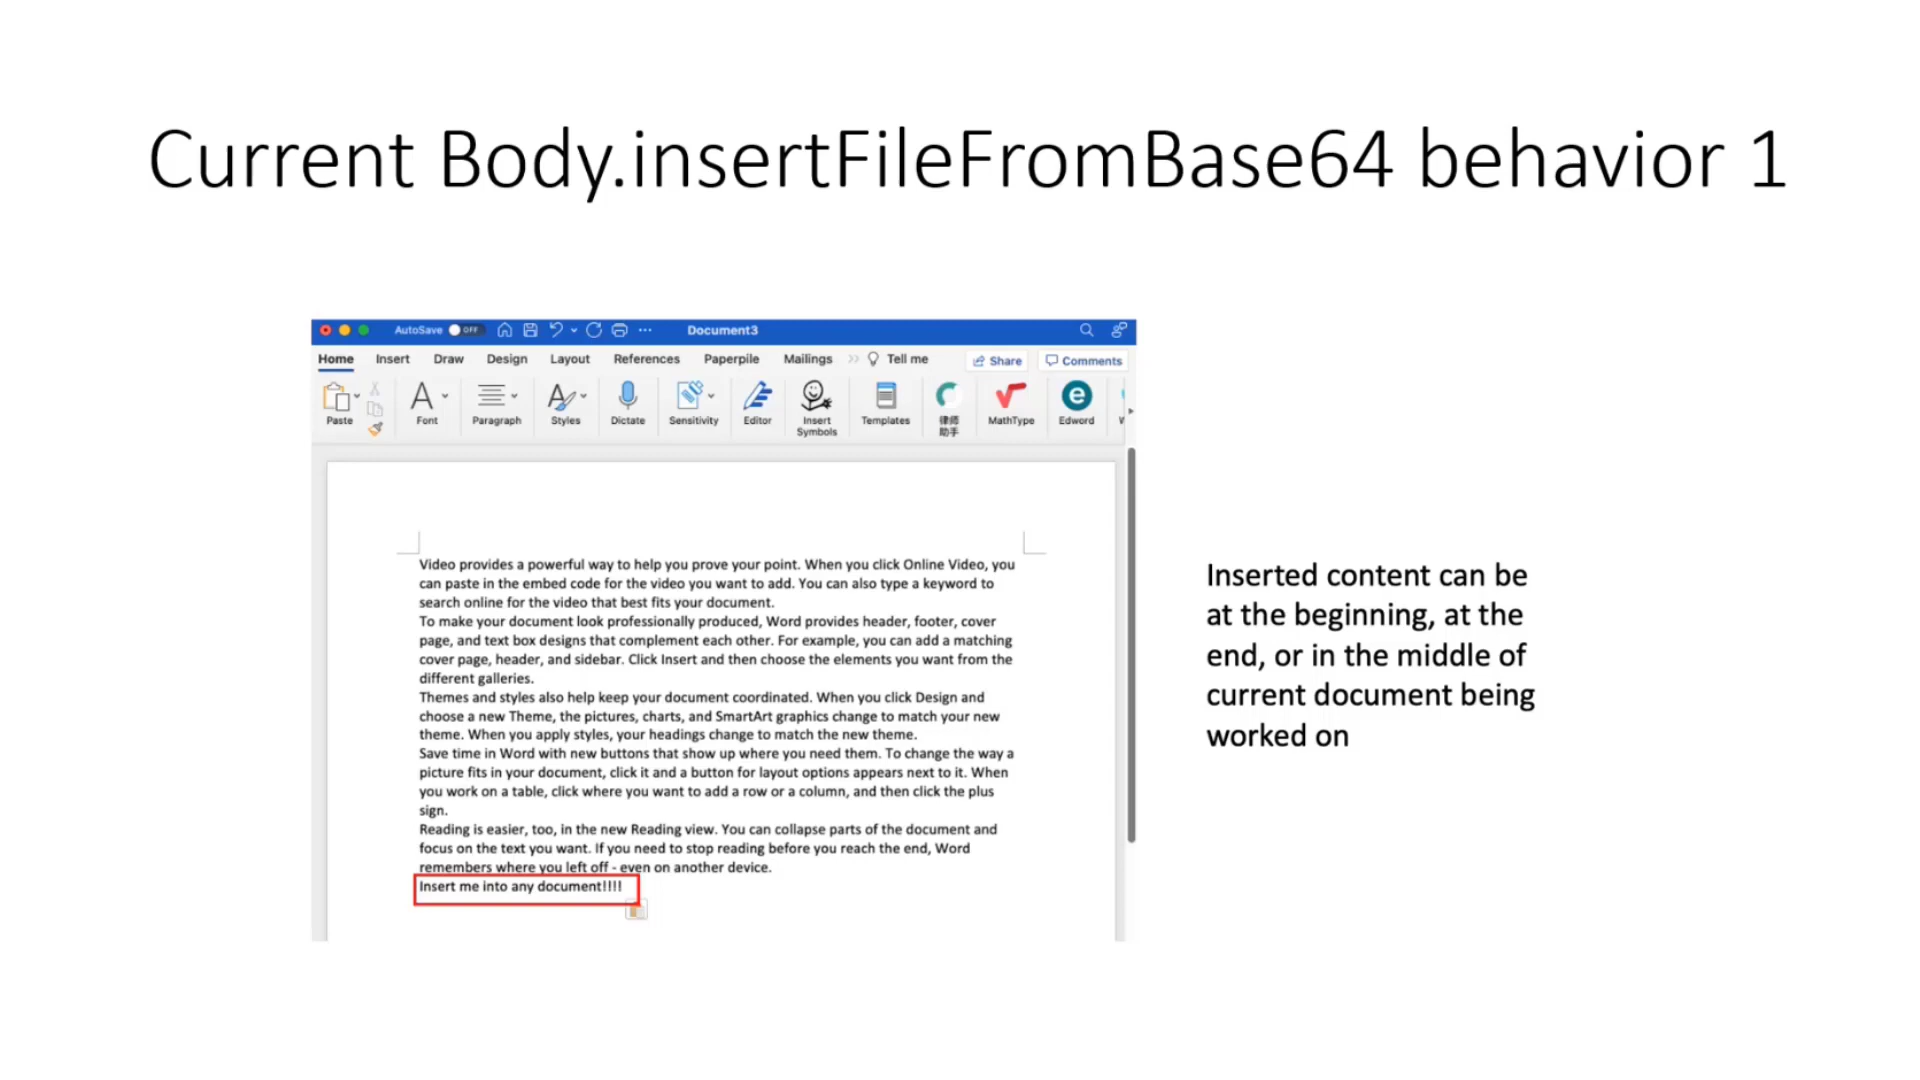 Current Body.insertFileFromBase64 behavior 1
AutoSave OFF Document3
Home Insert Draw Design Layout References Paperpile Mailings Tell me Share Comments
Paste Font Paragraph Styles Dictate Sensitivity Editor Insert Symbols Templates 律师助手 MathType Edword
Video provides a powerful way to help you prove your point. When you click Online Video, you
can paste in the embed code for the video you want to add. You can also type a keyword to
search online for the video that best fits your document.
To make your document look professionally produced, Word provides header, footer, cover
page, and text box designs that complement each other. For example, you can add a matching
cover page, header, and sidebar. Click Insert and then choose the elements you want from the
different galleries.
Themes and styles also help keep your document coordinated. When you click Design and
choose a new Theme, the pictures, charts, and SmartArt graphics change to match your new
theme. When you apply styles, your headings change to match the new theme.
Save time in Word with new buttons that show up where you need them. To change the way a
picture fits in your document, click it and a button for layout options appears next to it. When
you work on a table, click where you want to add a row or a column, and then click the plus
sign.
Reading is easier, too, in the new Reading view. You can collapse parts of the document and
focus on the text you want. If you need to stop reading before you reach the end, Word
remembers where you left off - even on another device.
Insert me into any document!!!!
Inserted content can be
at the beginning, at the
end, or in the middle of
current document being
worked on